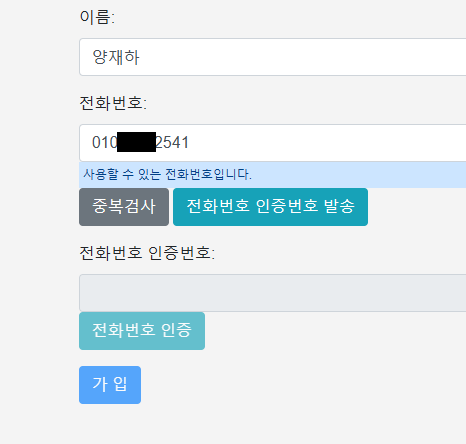 이름:
양재하
전화번호:
010 2541
사용할 수 있는 전화번호입니다.
중복검사 전화번호 인증번호 발송
전화번호 인증번호:
전화번호 인증
가 입